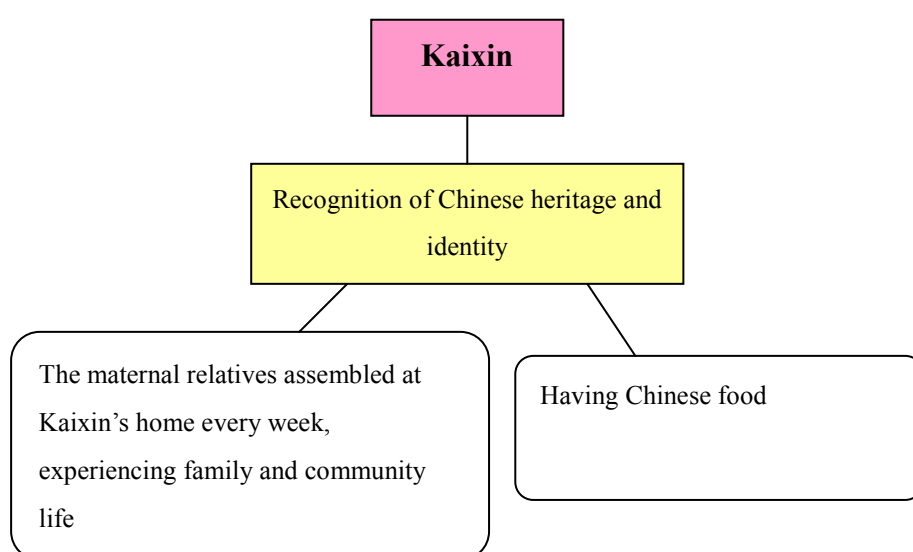 Kaixin
Recognition of Chinese heritage and
identity
The maternal relatives assembled at
Kaixin’s home every week,
experiencing family and community
life
Having Chinese food